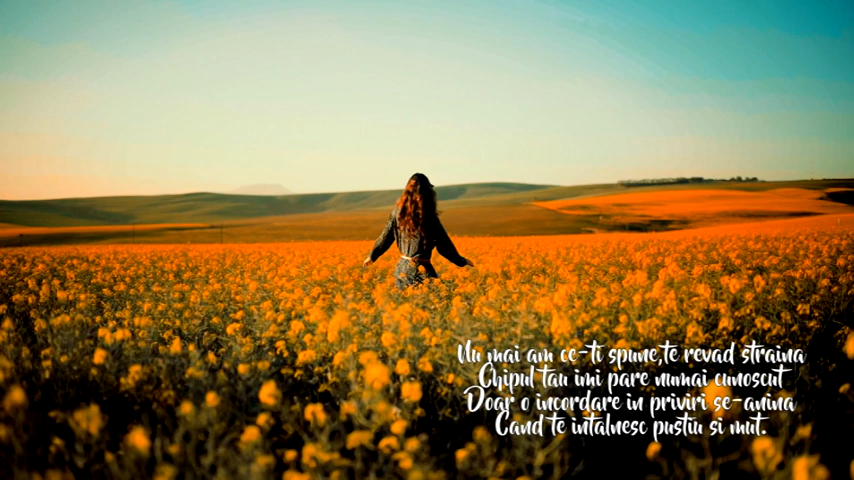 Nu mai am ce-ti spune,te revad straina
Chipul tau imi pare numai cunoscut
Doar o incordare in priviri se-anina
Cand te intalnesc pustiu si mut.